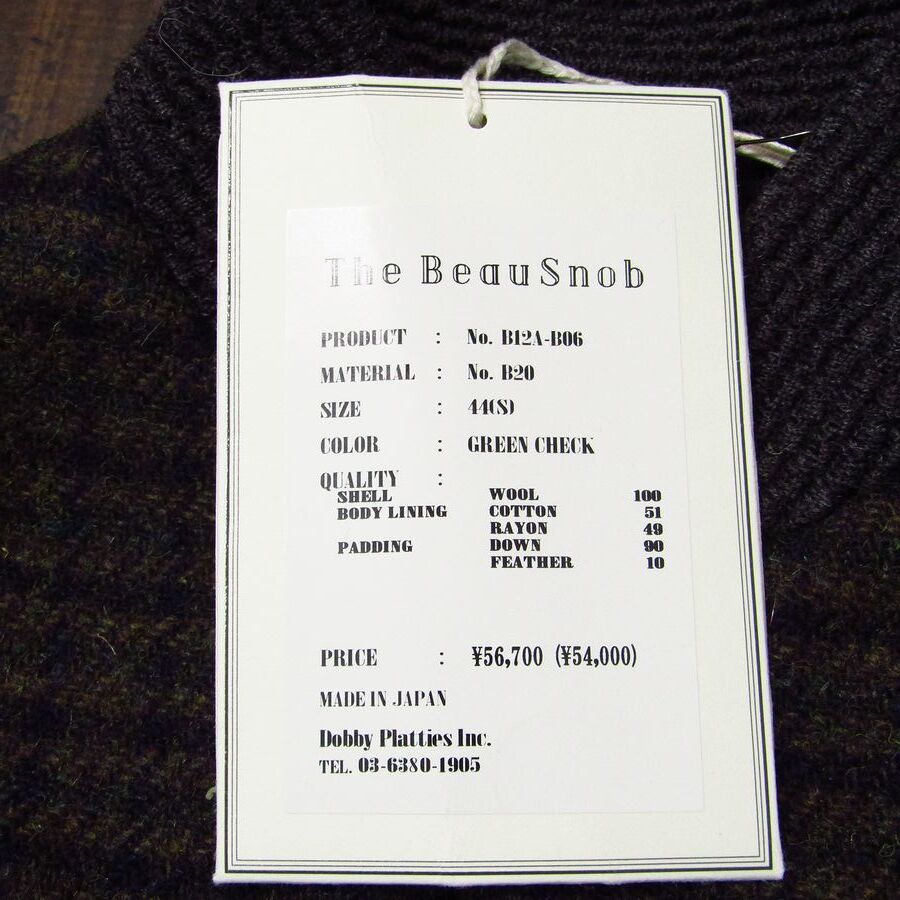 The BeauSnob
PRODUCT : No. B12A-B06
MATERIAL : No. B20
SIZE : 44(S)
COLOR : GREEN CHECK
QUALITY :
SHELL WOOL 100
BODY LINING COTTON 51
RAYON 49
PADDING DOWN 90
FEATHER 10
PRICE : ¥56,700 (¥54,000)
MADE IN JAPAN
Dobby Platties Inc.
TEL. 03-6380-1905